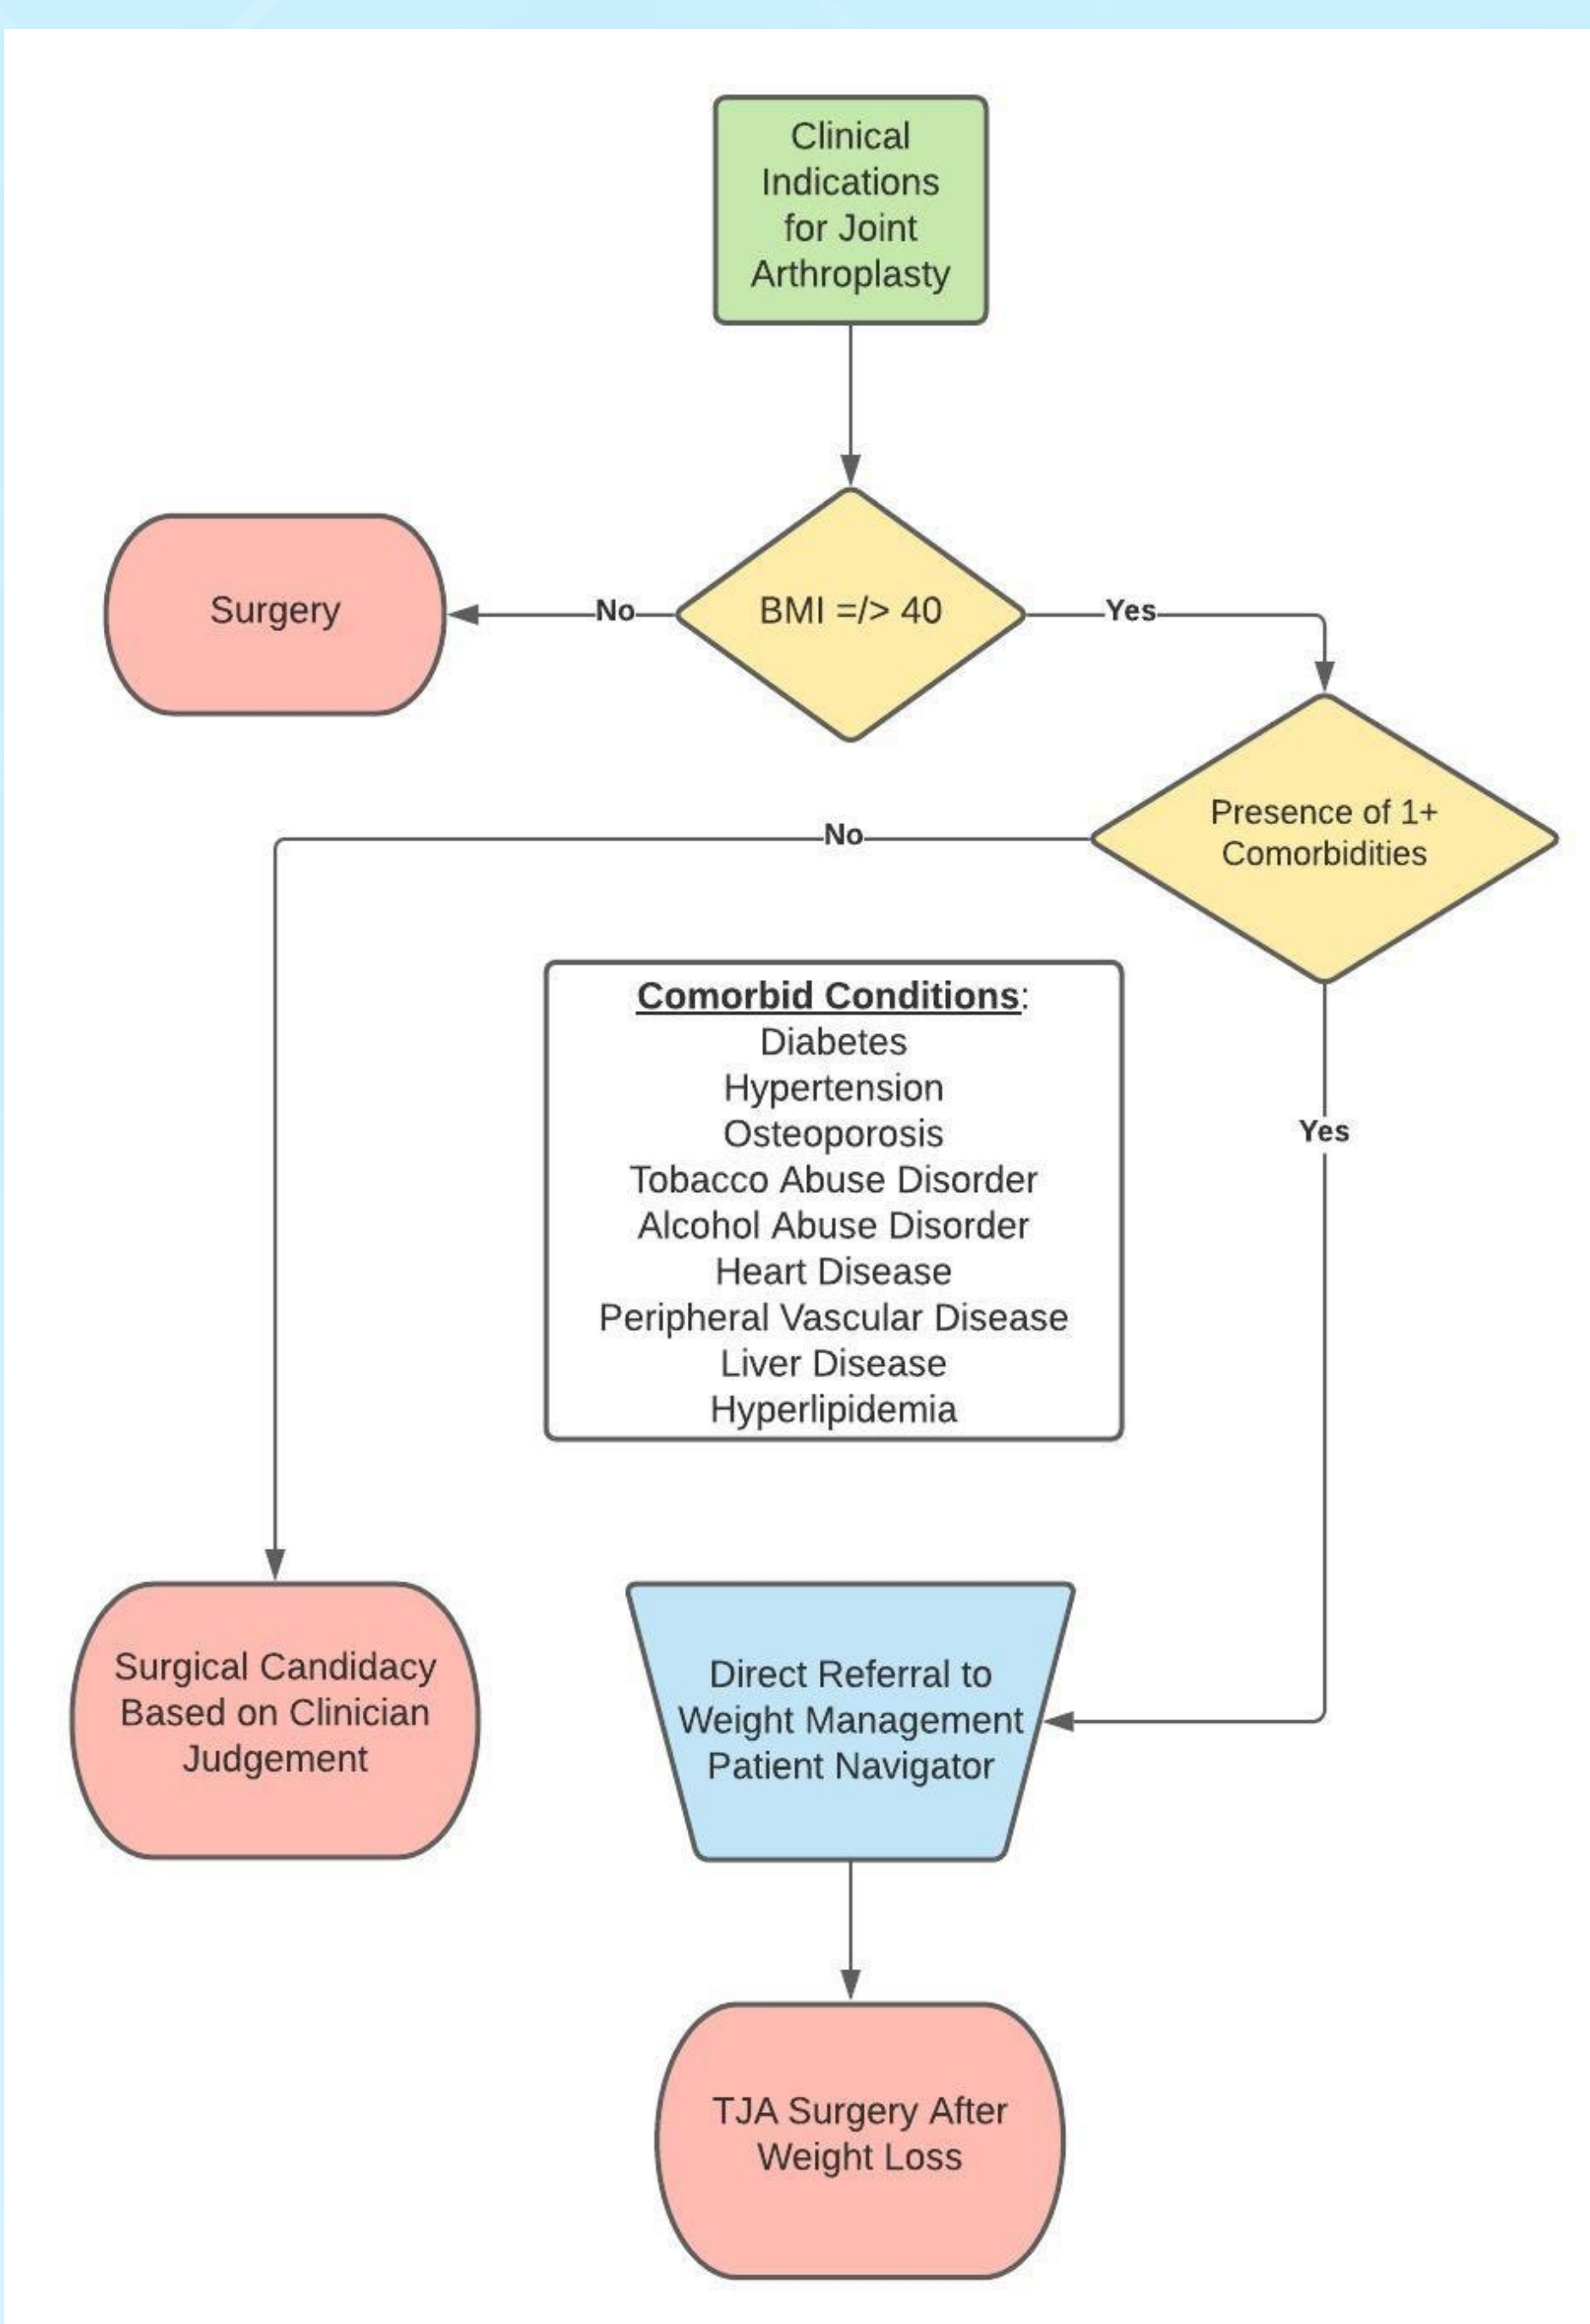 Clinical
Indications
for Joint
Arthroplasty
Surgery
No
BMI =/> 40
Yes
Presence of 1+
Comorbidities
No
Comorbid Conditions:
Diabetes
Hypertension
Osteoporosis
Tobacco Abuse Disorder
Alcohol Abuse Disorder
Heart Disease
Peripheral Vascular Disease
Liver Disease
Hyperlipidemia
Yes
Surgical Candidacy
Based on Clinician
Judgement
Direct Referral to
Weight Management
Patient Navigator
TJA Surgery After
Weight Loss